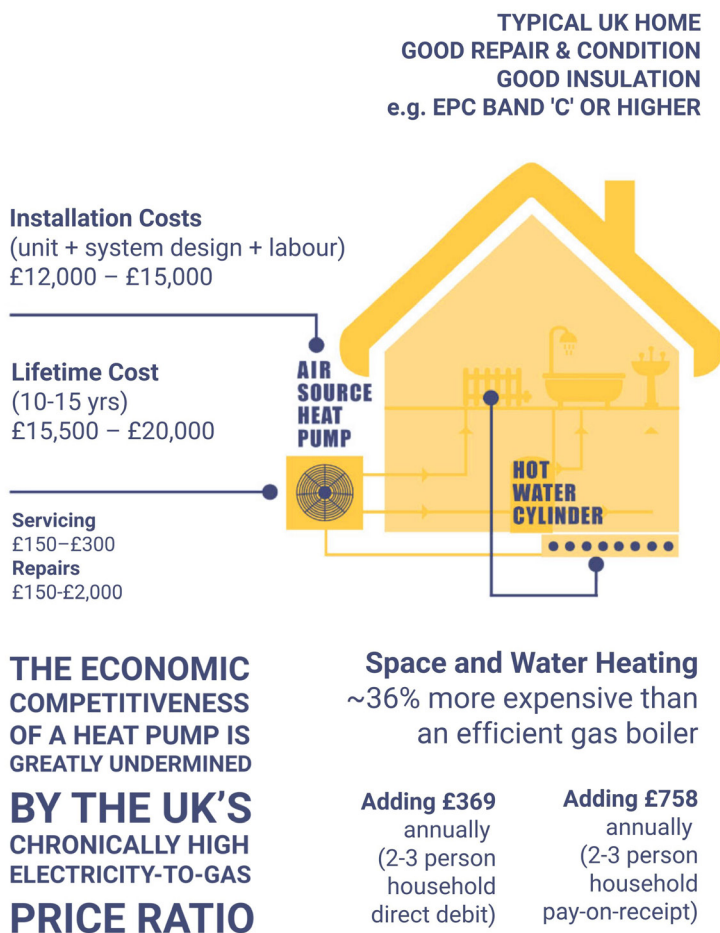 TYPICAL UK HOME
GOOD REPAIR & CONDITION
GOOD INSULATION
e.g. EPC BAND 'C' OR HIGHER
Installation Costs
(unit + system design + labour)
£12,000 – £15,000
Lifetime Cost
(10-15 yrs)
£15,500 – £20,000
AIR
SOURCE
HEAT
PUMP
HOT
WATER
CYLINDER
Servicing
£150–£300
Repairs
£150-£2,000
THE ECONOMIC
COMPETITIVENESS
OF A HEAT PUMP IS
GREATLY UNDERMINED
BY THE UK’S
CHRONICALLY HIGH
ELECTRICITY-TO-GAS
PRICE RATIO
Space and Water Heating
~36% more expensive than
an efficient gas boiler
Adding £369
annually
(2-3 person
household
direct debit)
Adding £758
annually
(2-3 person
household
pay-on-receipt)